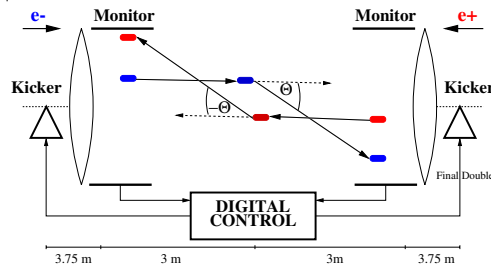 e- Monitor Monitor e+
Kicker Θ Kicker
−Θ
Final Double
DIGITAL
CONTROL
3.75 m 3 m 3m 3.75 m